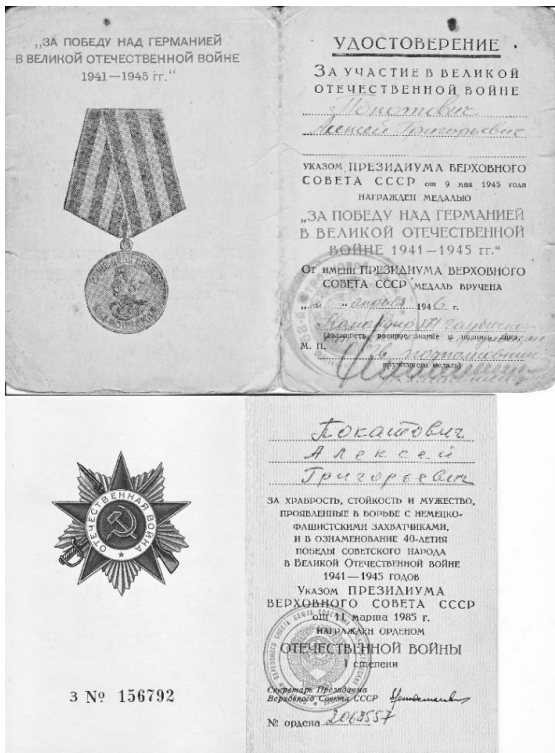 „ЗА ПОБЕДУ НАД ГЕРМАНИЕЙ
В ВЕЛИКОЙ ОТЕЧЕСТВЕННОЙ ВОЙНЕ
1941—1945 гг.“
УДОСТОВЕРЕНИЕ
ЗА УЧАСТИЕ В ВЕЛИКОЙ
ОТЕЧЕСТВЕННОЙ ВОЙНЕ
Алексей Григорьевич
УКАЗОМ ПРЕЗИДИУМА ВЕРХОВНОГО
СОВЕТА СССР от 9 мая 1945 года
НАГРАЖДЕН МЕДАЛЬЮ
„ЗА ПОБЕДУ НАД ГЕРМАНИЕЙ
В ВЕЛИКОЙ ОТЕЧЕСТВЕННОЙ
ВОЙНЕ 1941—1945 гг.“
От имени ПРЕЗИДИУМА ВЕРХОВНОГО
СОВЕТА СССР МЕДАЛЬ ВРУЧЕНА
1946 г.
М. П.
вручившего медаль)
Покатович
Алексей
Григорьевич
ЗА ХРАБРОСТЬ, СТОЙКОСТЬ И МУЖЕСТВО,
ПРОЯВЛЕННЫЕ В БОРЬБЕ С НЕМЕЦКО-
ФАШИСТСКИМИ ЗАХВАТЧИКАМИ,
И В ОЗНАМЕНОВАНИЕ 40-ЛЕТИЯ
ПОБЕДЫ СОВЕТСКОГО НАРОДА
В ВЕЛИКОЙ ОТЕЧЕСТВЕННОЙ ВОЙНЕ
1941—1945 ГОДОВ
УКАЗОМ ПРЕЗИДИУМА
ВЕРХОВНОГО СОВЕТА СССР
от 11 марта 1985 г.
НАГРАЖДЕН ОРДЕНОМ
ОТЕЧЕСТВЕННОЙ ВОЙНЫ
I степени
Секретарь Президиума
Верховного Совета СССР
№ ордена 2063557
ОТЕЧЕСТВЕННАЯ ВОЙНА
З № 156792